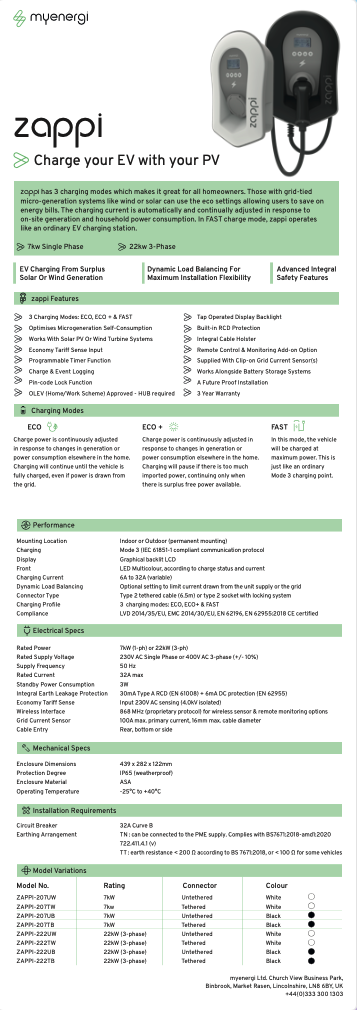 myenergi
zappi
Charge your EV with your PV
zappi has 3 charging modes which makes it great for all homeowners. Those with grid-tied
micro-generation systems like wind or solar can use the eco settings allowing users to save on
energy bills. The charging current is automatically and continually adjusted in response to
on-site generation and household power consumption. In FAST charge mode, zappi operates
like an ordinary EV charging station.
7kw Single Phase
22kw 3-Phase
EV Charging From Surplus
Solar Or Wind Generation
Dynamic Load Balancing For
Maximum Installation Flexibility
Advanced Integral
Safety Features
zappi Features
3 Charging Modes: ECO, ECO + & FAST
Optimises Microgeneration Self-Consumption
Works With Solar PV Or Wind Turbine Systems
Economy Tariff Sense Input
Programmable Timer Function
Charge & Event Logging
Pin-code Lock Function
OLEV (Home/Work Scheme) Approved - HUB required
Tap Operated Display Backlight
Built-in RCD Protection
Integral Cable Holster
Remote Control & Monitoring Add-on Option
Supplied With Clip-on Grid Current Sensor(s)
Works Alongside Battery Storage Systems
A Future Proof Installation
3 Year Warranty
Charging Modes
ECO
Charge power is continuously adjusted
in response to changes in generation or
power consumption elsewhere in the home.
Charging will continue until the vehicle is
fully charged, even if power is drawn from
the grid.
ECO +
Charge power is continuously adjusted in
response to changes in generation or
power consumption elsewhere in the home.
Charging will pause if there is too much
imported power, continuing only when
there is surplus free power available.
FAST
In this mode, the vehicle
will be charged at
maximum power. This is
just like an ordinary
Mode 3 charging point.
Performance
Mounting Location Indoor or Outdoor (permanent mounting)
Charging Mode 3 (IEC 61851-1 compliant communication protocol
Display Graphical backlit LCD
Front LED Multicolour, according to charge status and current
Charging Current 6A to 32A (variable)
Dynamic Load Balancing Optional setting to limit current drawn from the unit supply or the grid
Connector Type Type 2 tethered cable (6.5m) or type 2 socket with locking system
Charging Profile 3 charging modes: ECO, ECO+ & FAST
Compliance LVD 2014/35/EU, EMC 2014/30/EU, EN 62196, EN 62955:2018 CE certified
Electrical Specs
Rated Power 7kW (1-ph) or 22kW (3-ph)
Rated Supply Voltage 230V AC Single Phase or 400V AC 3-phase (+/- 10%)
Supply Frequency 50 Hz
Rated Current 32A max
Standby Power Consumption 3W
Integral Earth Leakage Protection 30mA Type A RCD (EN 61008) + 6mA DC protection (EN 62955)
Economy Tariff Sense Input 230V AC sensing (4.0kV isolated)
Wireless Interface 868 MHz (proprietary protocol) for wireless sensor & remote monitoring options
Grid Current Sensor 100A max. primary current, 16mm max. cable diameter
Cable Entry Rear, bottom or side
Mechanical Specs
Enclosure Dimensions 439 x 282 x 122mm
Protection Degree IP65 (weatherproof)
Enclosure Material ASA
Operating Temperature -25°C to +40°C
Installation Requirements
Circuit Breaker 32A Curve B
Earthing Arrangement TN : can be connected to the PME supply. Complies with BS7671:2018-amd1:2020
722.411.4.1 (v)
TT : earth resistance < 200 Ω according to BS 7671:2018, or < 100 Ω for some vehicles
Model Variations
Model No. Rating Connector Colour
ZAPPI-207UW 7kW Untethered White
ZAPPI-207TW 7kw Tethered White
ZAPPI-207UB 7kW Untethered Black
ZAPPI-207TB 7kW Tethered Black
ZAPPI-222UW 22kW (3-phase) Untethered White
ZAPPI-222TW 22kW (3-phase) Tethered White
ZAPPI-222UB 22kW (3-phase) Untethered Black
ZAPPI-222TB 22kW (3-phase) Tethered Black
myenergi Ltd. Church View Business Park,
Binbrook, Market Rasen, Lincolnshire, LN8 6BY, UK
+44(0)333 300 1303